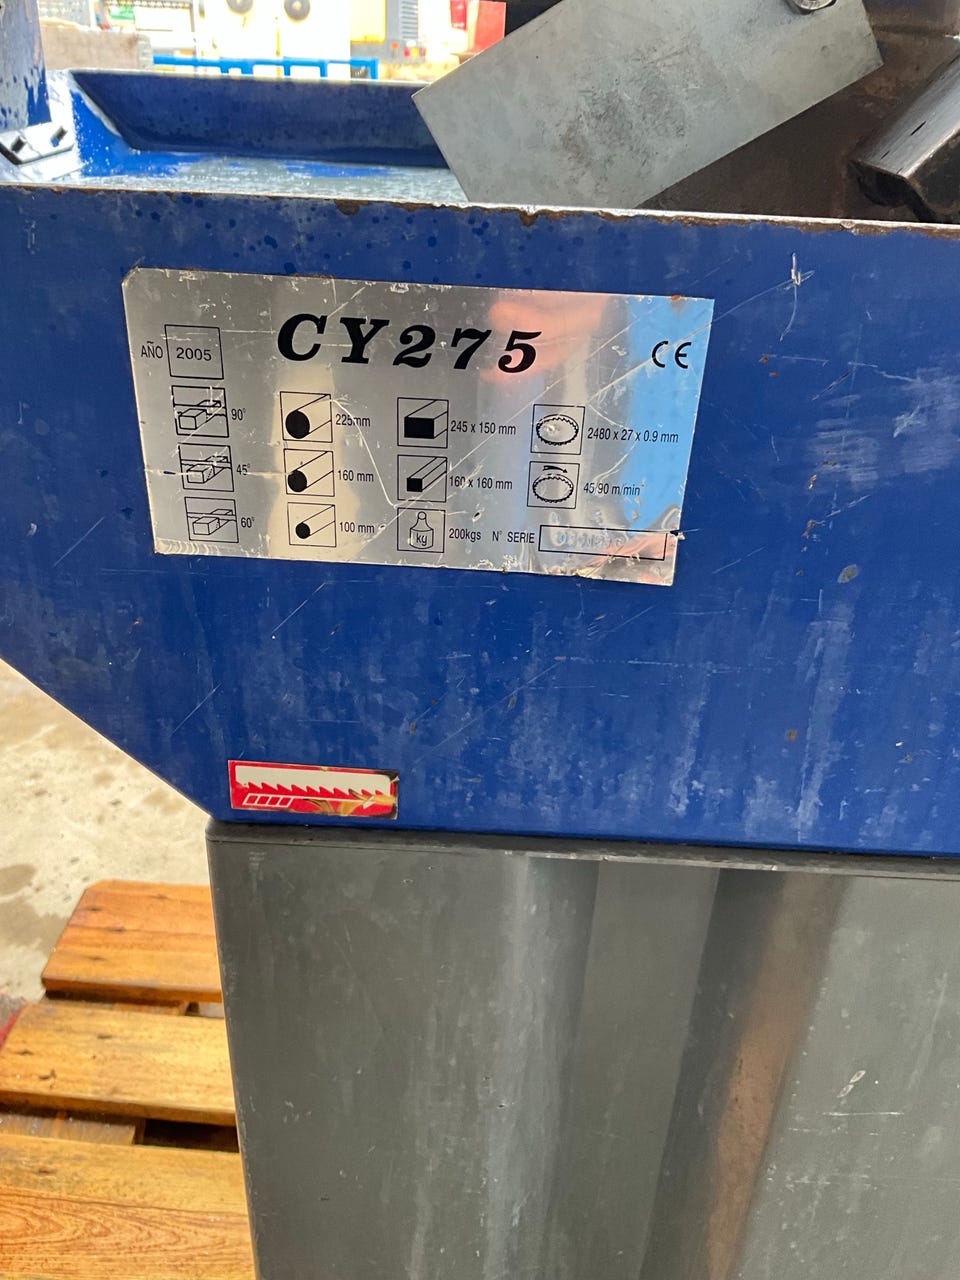 CY275
CE
AÑO 2005
90° 225mm 245 x 150 mm 2480 x 27 x 0.9 mm
45° 160 mm 160 x 160 mm 45/90 m/min
60° 100 mm kg 200kgs N° SERIE